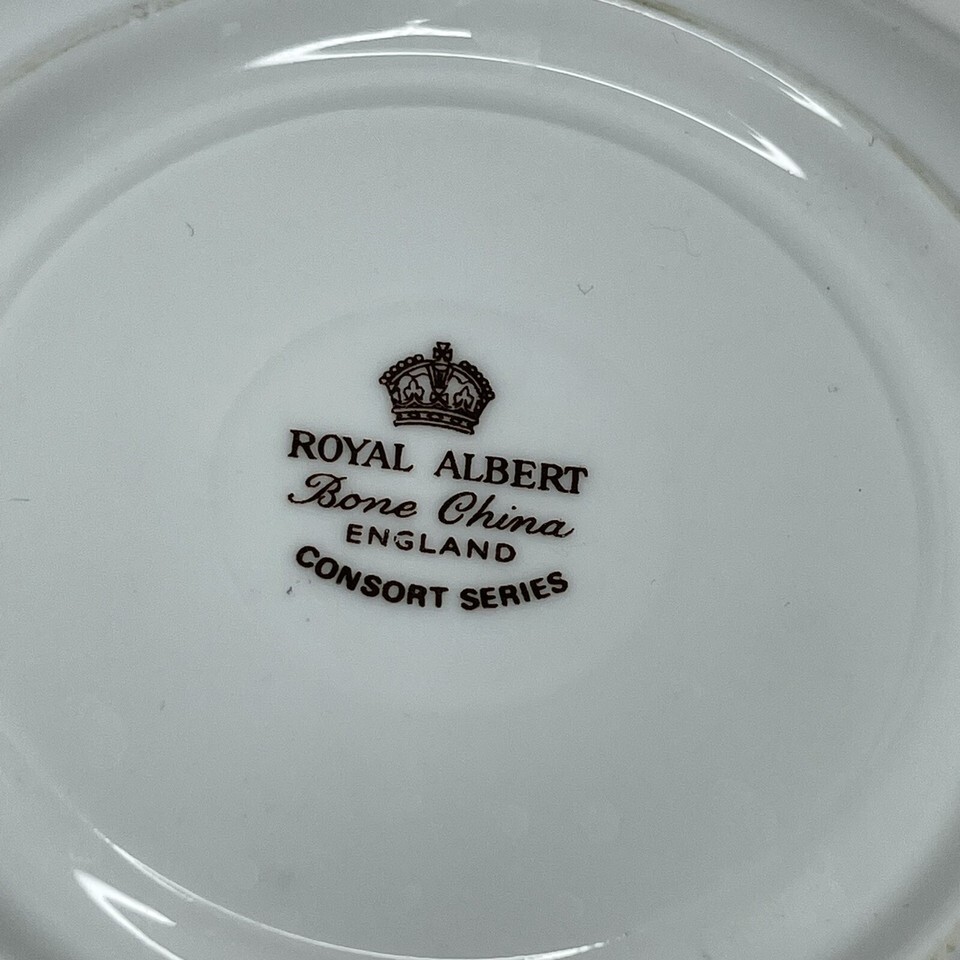 ROYAL ALBERT
Bone China
ENGLAND
CONSORT SERIES